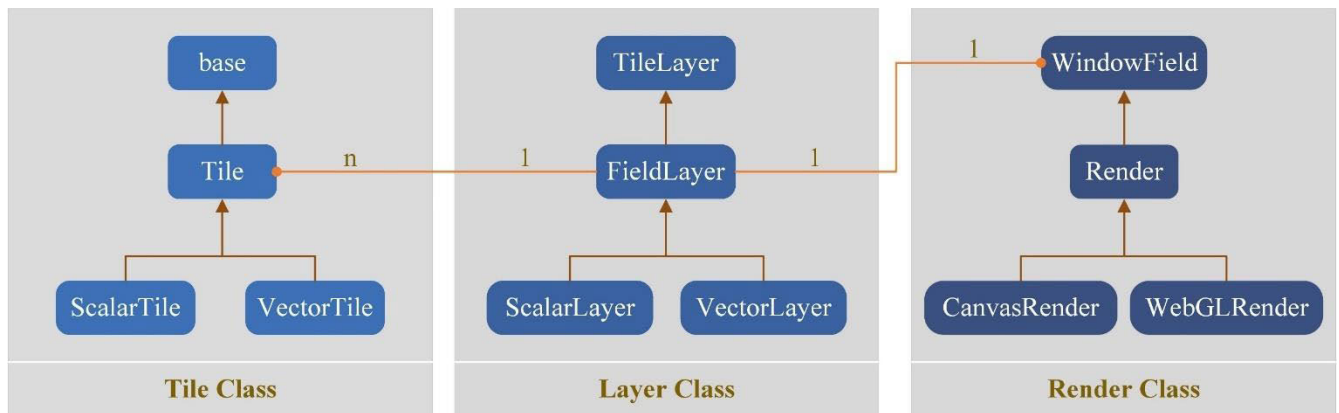 base
Tile
n
1
ScalarTile
VectorTile
Tile Class
TileLayer
FieldLayer
1
ScalarLayer
VectorLayer
Layer Class
1
WindowField
Render
CanvasRender
WebGLRender
Render Class